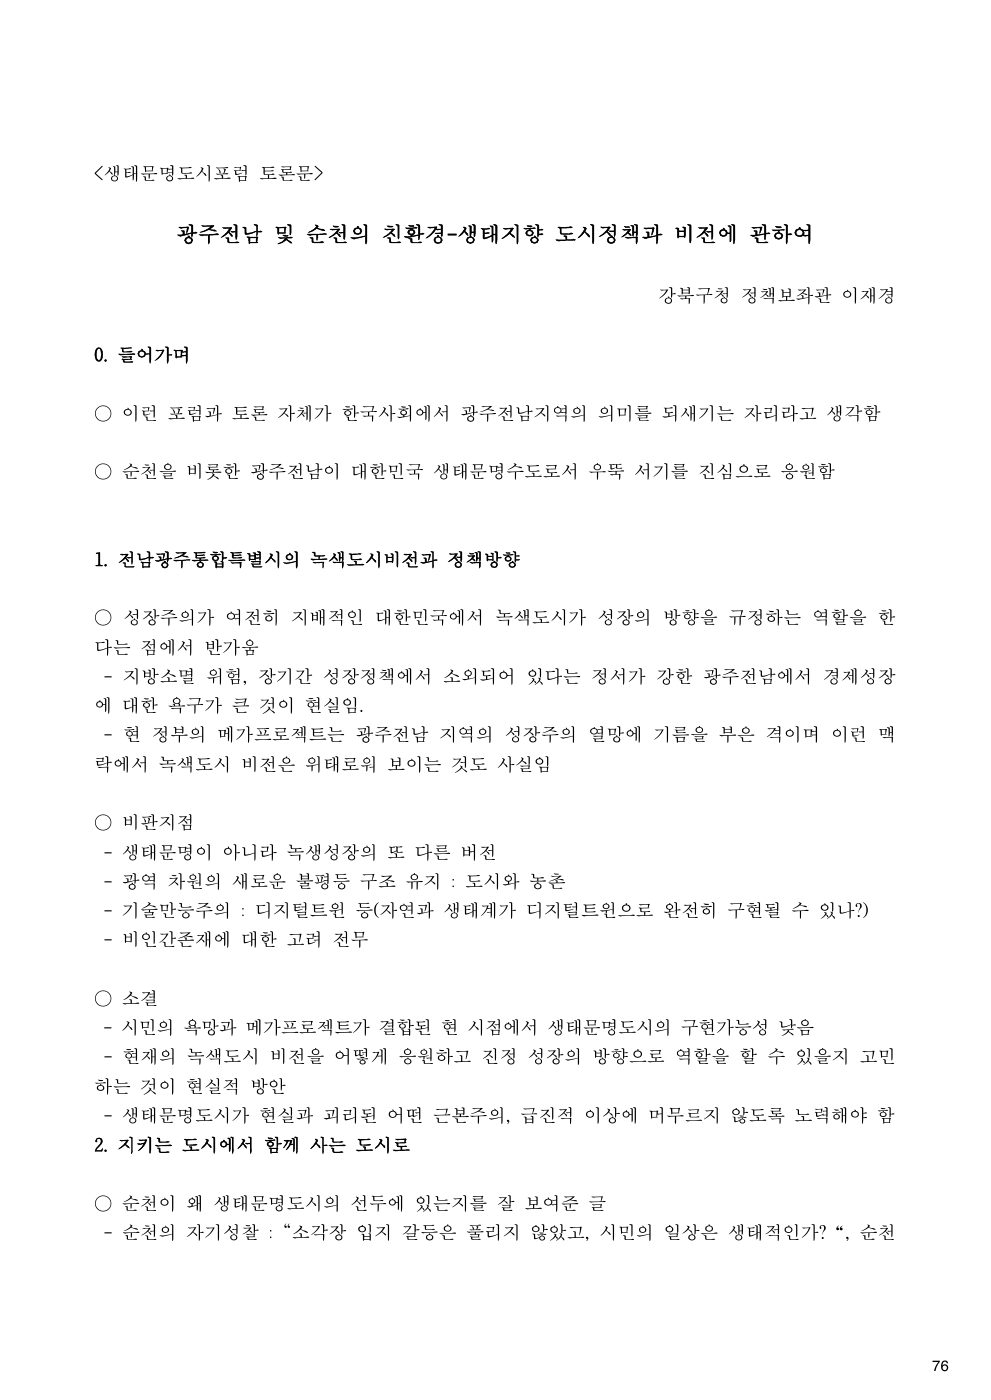 <생태문명도시포럼 토론문>
광주전남 및 순천의 친환경-생태지향 도시정책과 비전에 관하여
강북구청 정책보좌관 이재경
0. 들어가며
○ 이런 포럼과 토론 자체가 한국사회에서 광주전남지역의 의미를 되새기는 자리라고 생각함
○ 순천을 비롯한 광주전남이 대한민국 생태문명수도로서 우뚝 서기를 진심으로 응원함
1. 전남광주통합특별시의 녹색도시비전과 정책방향
○ 성장주의가 여전히 지배적인 대한민국에서 녹색도시가 성장의 방향을 규정하는 역할을 한
다는 점에서 반가움
- 지방소멸 위험, 장기간 성장정책에서 소외되어 있다는 정서가 강한 광주전남에서 경제성장
에 대한 욕구가 큰 것이 현실임.
- 현 정부의 메가프로젝트는 광주전남 지역의 성장주의 열망에 기름을 부은 격이며 이런 맥
락에서 녹색도시 비전은 위태로워 보이는 것도 사실임
○ 비판지점
- 생태문명이 아니라 녹생성장의 또 다른 버전
- 광역 차원의 새로운 불평등 구조 유지 : 도시와 농촌
- 기술만능주의 : 디지털트윈 등(자연과 생태계가 디지털트윈으로 완전히 구현될 수 있나?)
- 비인간존재에 대한 고려 전무
○ 소결
- 시민의 욕망과 메가프로젝트가 결합된 현 시점에서 생태문명도시의 구현가능성 낮음
- 현재의 녹색도시 비전을 어떻게 응원하고 진정 성장의 방향으로 역할을 할 수 있을지 고민
하는 것이 현실적 방안
- 생태문명도시가 현실과 괴리된 어떤 근본주의, 급진적 이상에 머무르지 않도록 노력해야 함
2. 지키는 도시에서 함께 사는 도시로
○ 순천이 왜 생태문명도시의 선두에 있는지를 잘 보여준 글
- 순천의 자기성찰 : “소각장 입지 갈등은 풀리지 않았고, 시민의 일상은 생태적인가? “, 순천
76